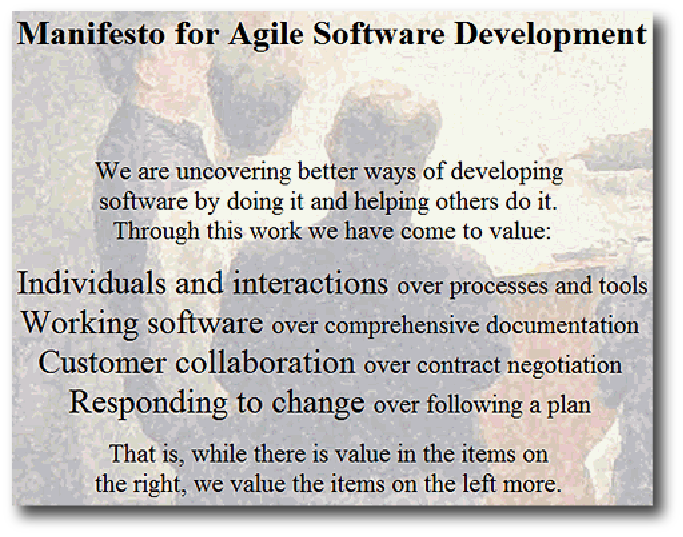 Manifesto for Agile Software Development
We are uncovering better ways of developing
software by doing it and helping others do it.
Through this work we have come to value:
Individuals and interactions over processes and tools
Working software over comprehensive documentation
Customer collaboration over contract negotiation
Responding to change over following a plan
That is, while there is value in the items on
the right, we value the items on the left more.